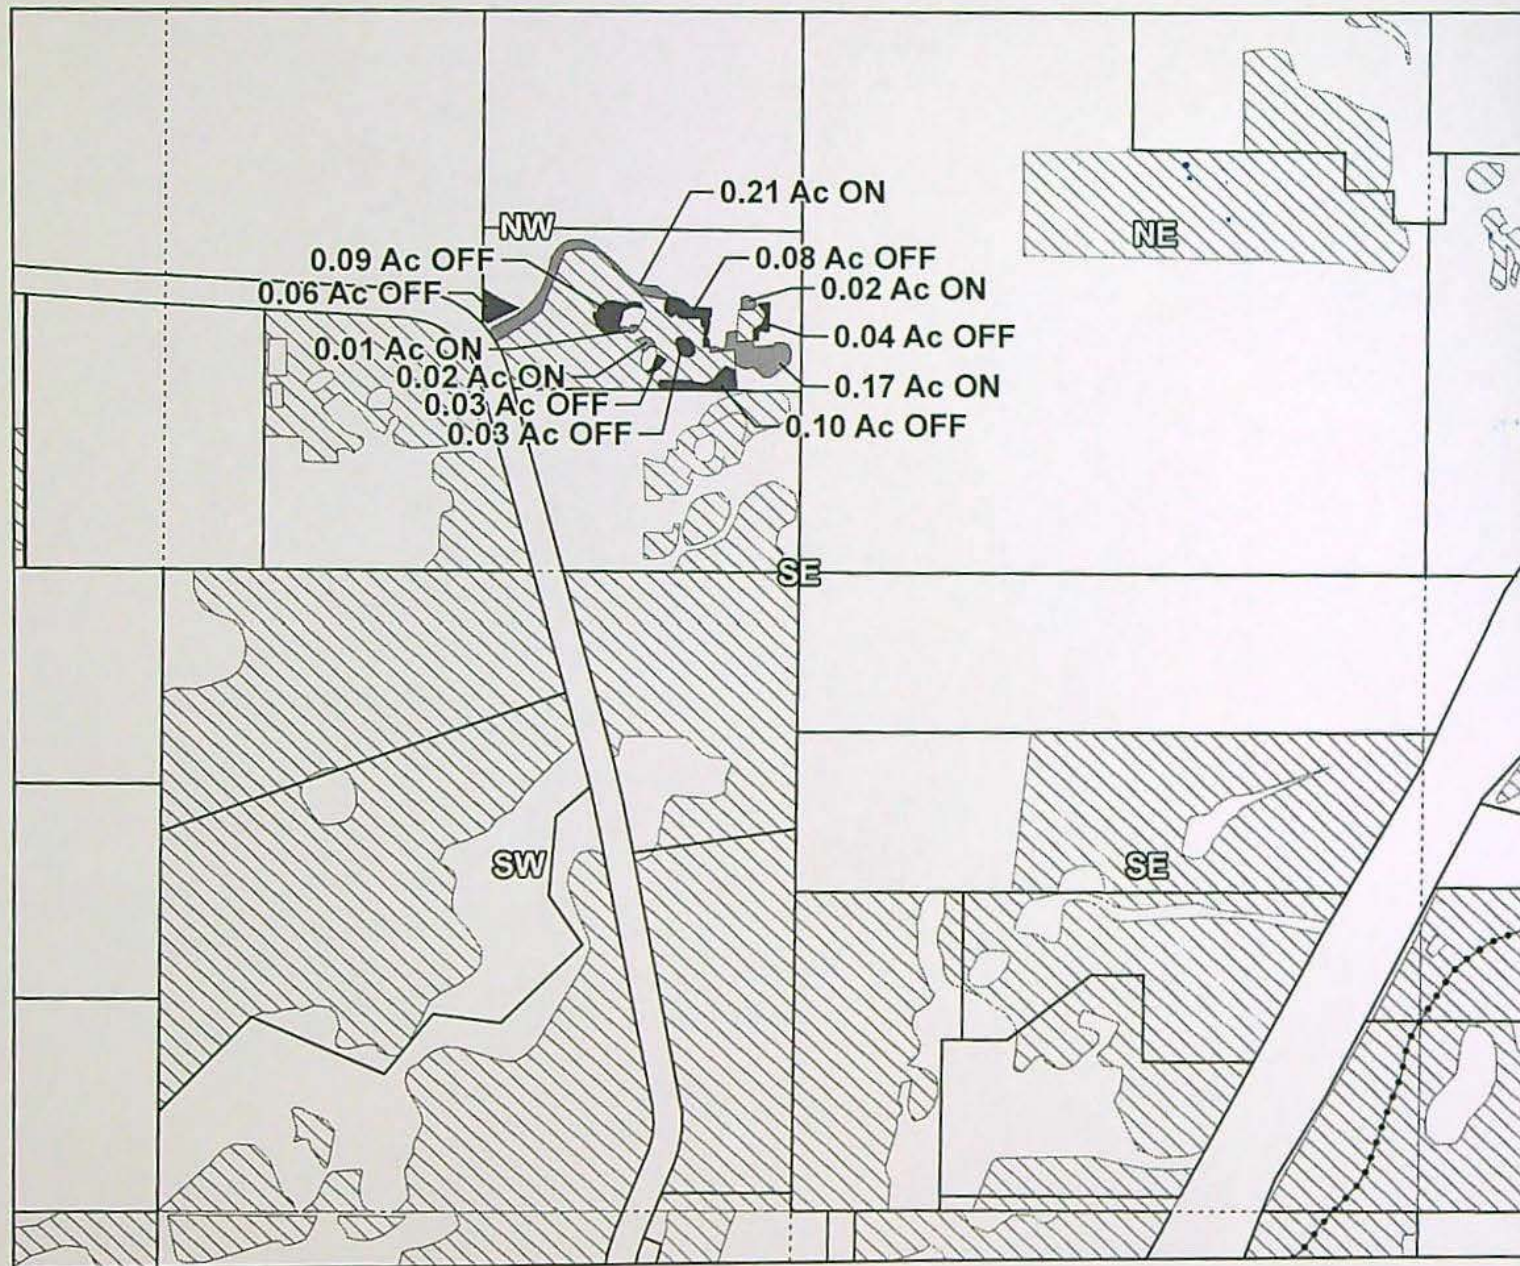 0.21 Ac ON
NW
NE
0.09 Ac OFF
0.08 Ac OFF
0.06 Ac OFF
0.02 Ac ON
0.04 Ac OFF
0.01 Ac ON
0.02 Ac ON
0.17 Ac ON
0.03 Ac OFF
0.10 Ac OFF
0.03 Ac OFF
SE
SW
SE